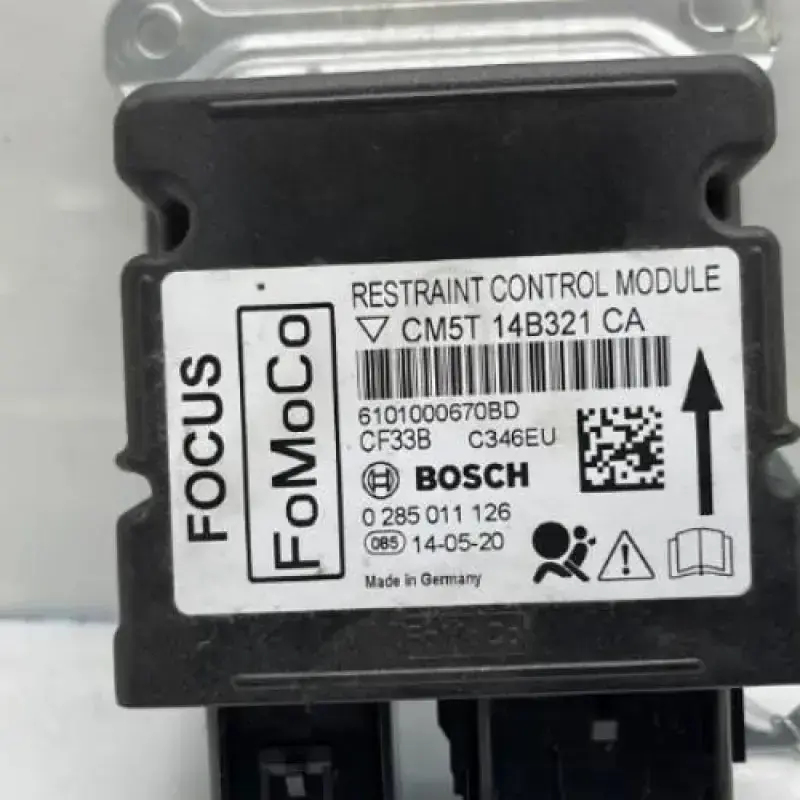 RESTRAINT CONTROL MODULE
CM5T 14B321 CA
6101000670BD
CF33B C346EU
BOSCH
0 285 011 126
085 14-05-20
Made in Germany
FOCUS
FoMoCo